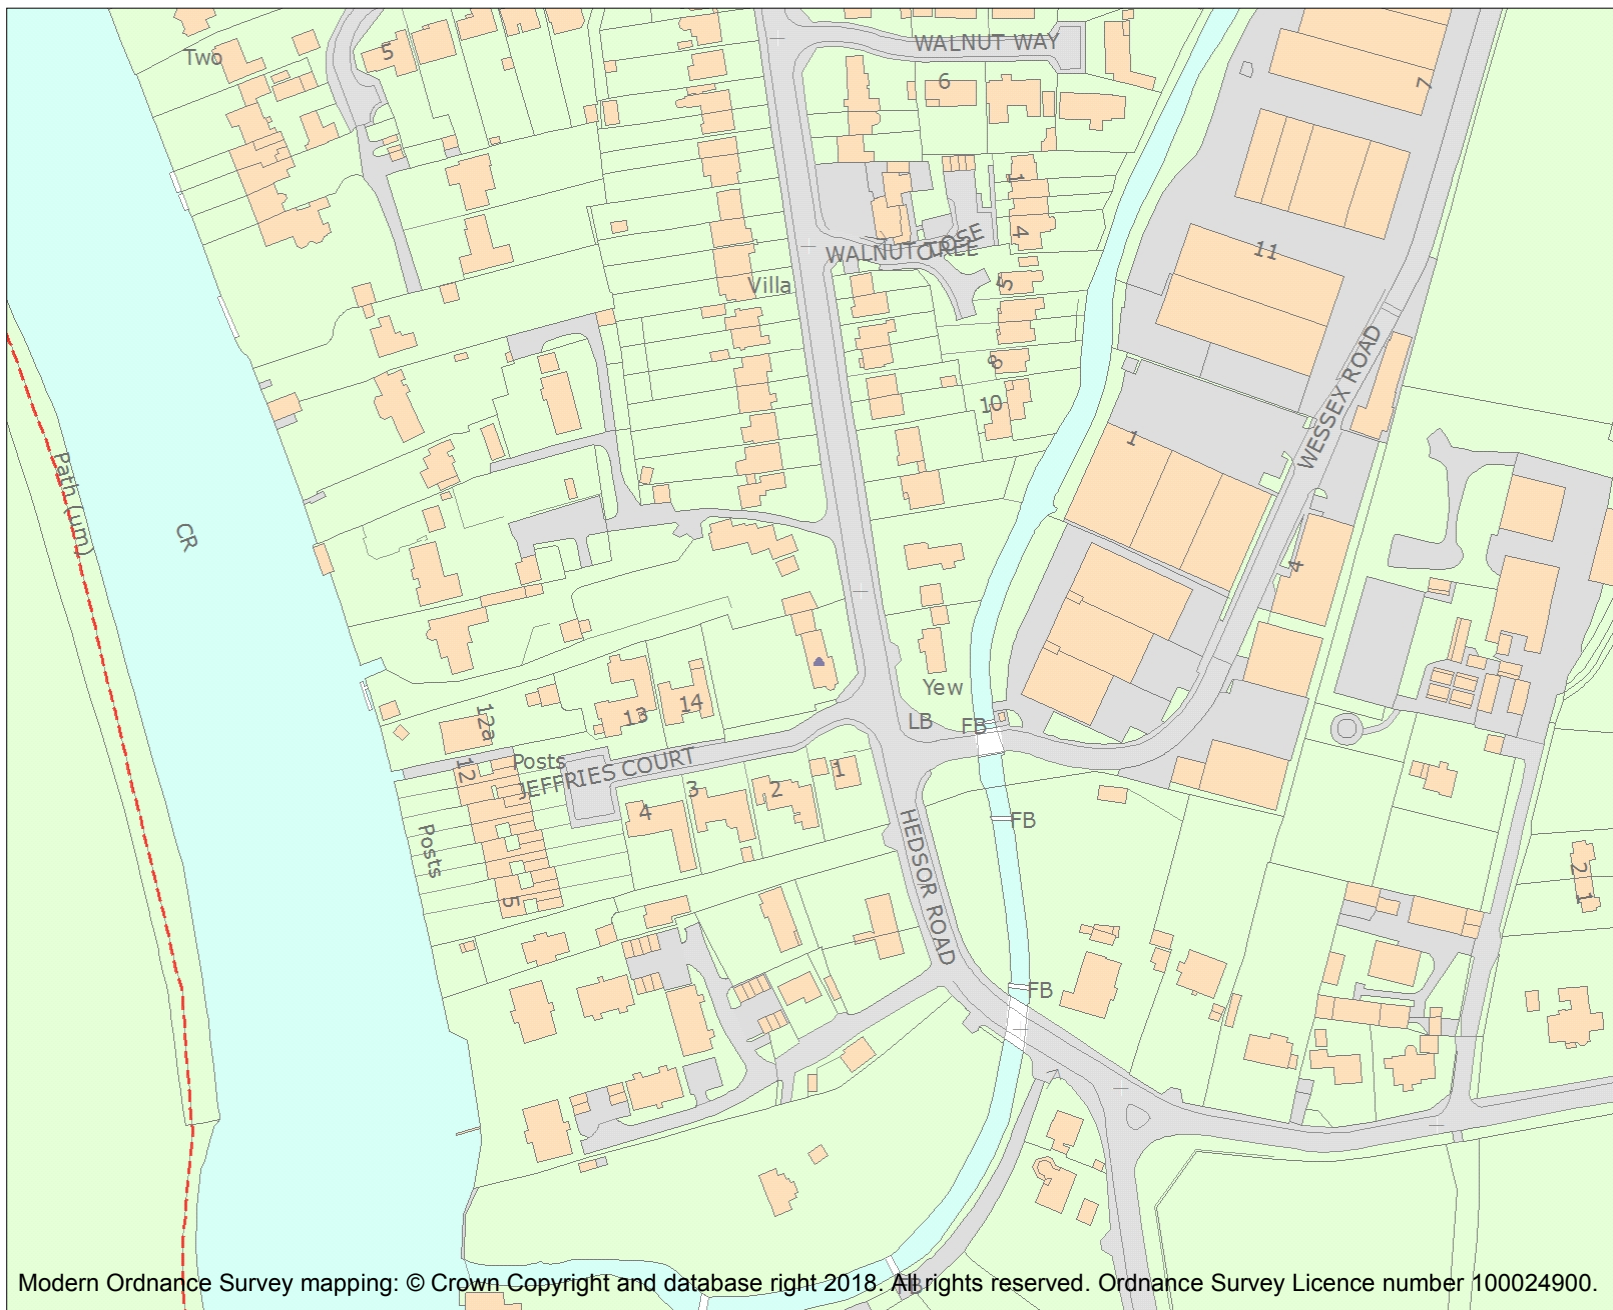 Two
5
WALNUT WAY
6
7
1
4
WALNUT TREE
CLOSE
11
Villa
5
8
10
WESSEX ROAD
1
Path (um)
CR
4
Yew
LB
FB
12a
13
14
Posts
JEFFRIES COURT
12
1
2
3
4
Posts
5
HEDSOR ROAD
FB
2
1
FB
FB
Modern Ordnance Survey mapping: © Crown Copyright and database right 2018. All rights reserved. Ordnance Survey Licence number 100024900.